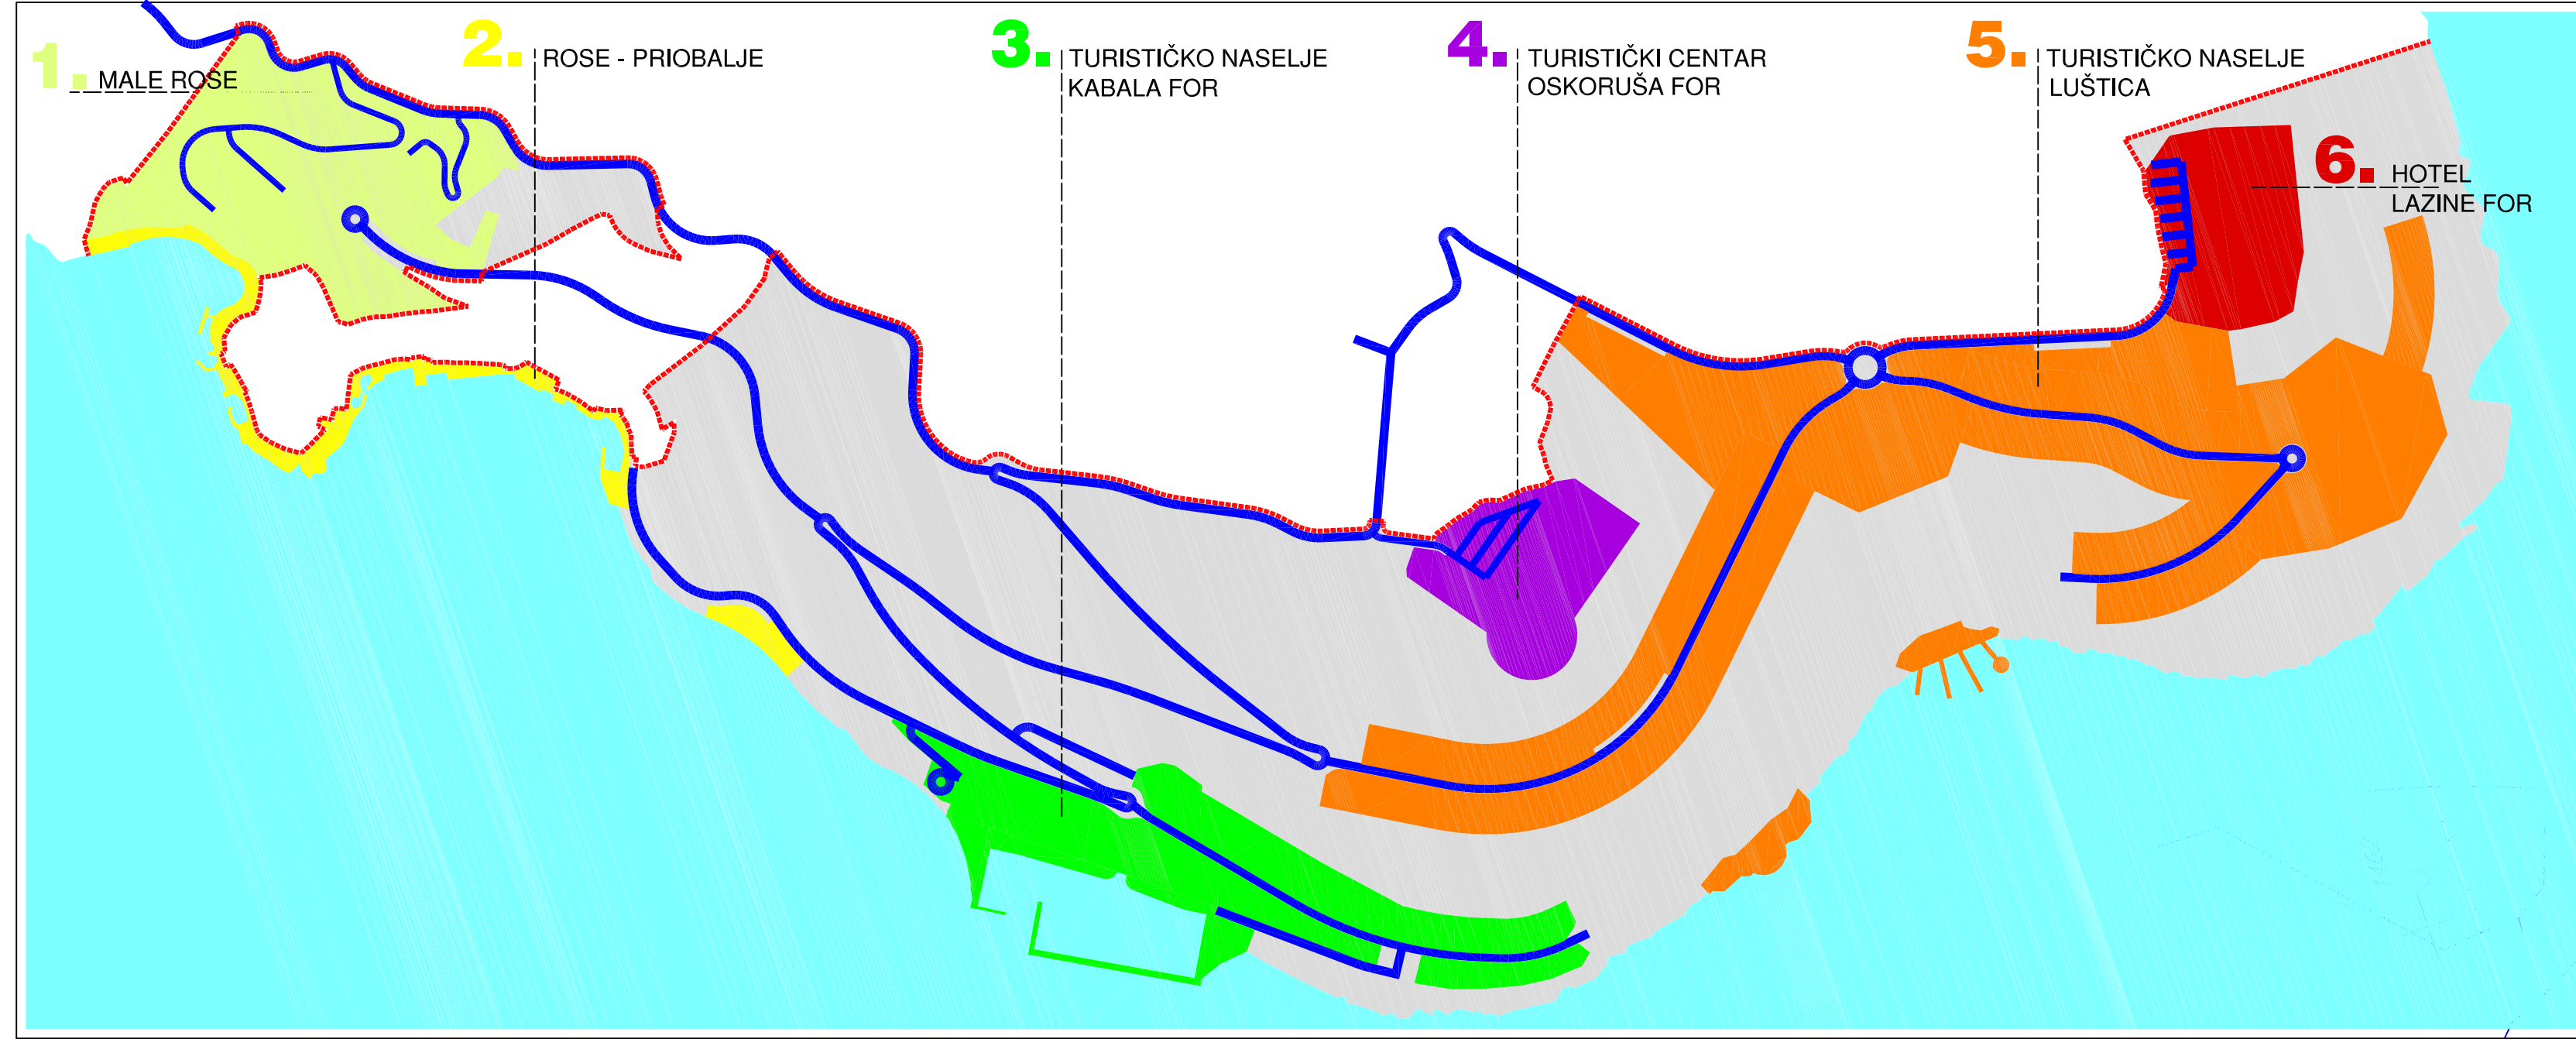 1. MALE ROSE
2. ROSE - PRIOBALJE
3. TURISTIČKO NASELJE
KABALA FOR
4. TURISTIČKI CENTAR
OSKORUŠA FOR
5. TURISTIČKO NASELJE
LUŠTICA
6. HOTEL
LAZINE FOR